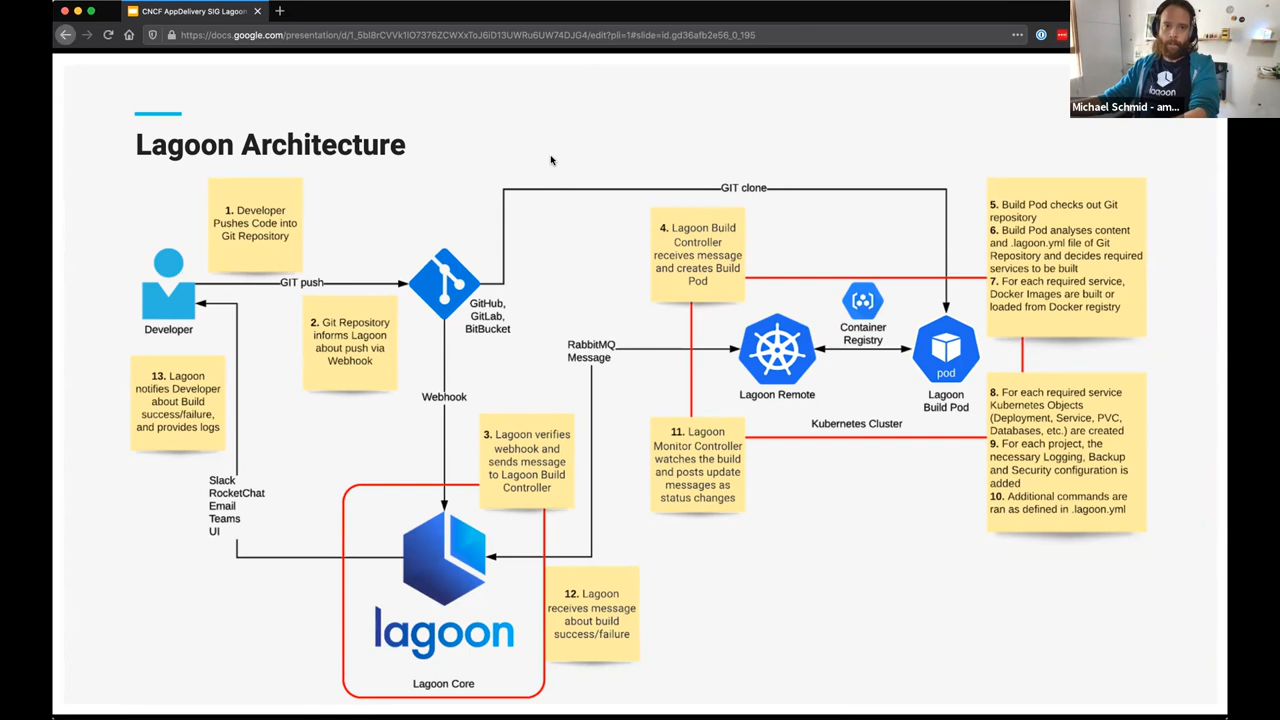 CNCF AppDelivery SIG Lagoon
https://docs.google.com/presentation/d/1_5bI8rCVVk1IO7376ZCWXxToJ6iD13UWRu6UW74DJG4/edit?pli=1#slide=id.gd36afb2e56_0_195
lagoon
Michael Schmid - am...
Lagoon Architecture
1. Developer
Pushes Code into
Git Repository
GIT push
Developer
2. Git Repository
informs Lagoon
about push via
Webhook
GitHub,
GitLab,
BitBucket
GIT clone
Webhook
3. Lagoon verifies
webhook and
sends message
to Lagoon Build
Controller
RabbitMQ
Message
4. Lagoon Build
Controller
receives message
and creates Build
Pod
Lagoon Remote
Container
Registry
pod
Lagoon
Build Pod
Kubernetes Cluster
5. Build Pod checks out Git
repository
6. Build Pod analyses content
and .lagoon.yml file of Git
Repository and decides required
services to be built
7. For each required service,
Docker Images are built or
loaded from Docker registry
8. For each required service
Kubernetes Objects
(Deployment, Service, PVC,
Databases, etc.) are created
9. For each project, the
necessary Logging, Backup
and Security configuration is
added
10. Additional commands are
ran as defined in .lagoon.yml
11. Lagoon
Monitor Controller
watches the build
and posts update
messages as
status changes
12. Lagoon
receives message
about build
success/failure
13. Lagoon
notifies Developer
about Build
success/failure,
and provides logs
Slack
RocketChat
Email
Teams
UI
lagoon
Lagoon Core